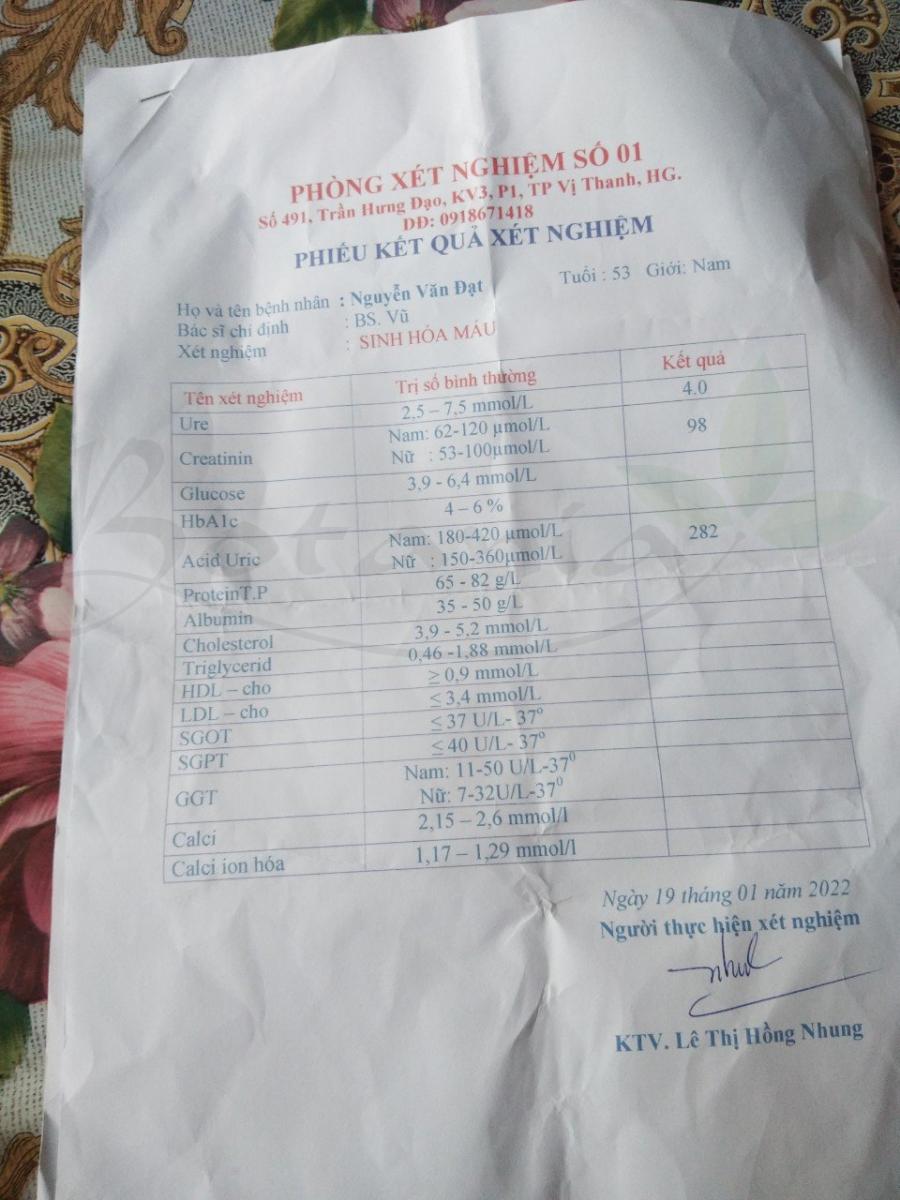 PHÒNG XÉT NGHIỆM SỐ 01
Số 491, Trần Hưng Đạo, KV3, P1, TP Vị Thanh, HG.
DĐ: 0918671418
PHIẾU KẾT QUẢ XÉT NGHIỆM
Họ và tên bệnh nhân : Nguyễn Văn Đạt Tuổi : 53 Giới: Nam
Bác sĩ chỉ định : BS. Vũ
Xét nghiệm : SINH HÓA MÁU
Tên xét nghiệm Trị số bình thường Kết quả
Ure 2,5 – 7,5 mmol/L 4.0
Creatinin Nam: 62-120 µmol/L 98
Nữ : 53-100µmol/L
Glucose 3,9 - 6,4 mmol/L
HbA1c 4 – 6 %
Acid Uric Nam: 180-420 µmol/L 282
Nữ : 150-360µmol/L
ProteinT.P 65 - 82 g/L
Albumin 35 - 50 g/L
Cholesterol 3,9 - 5,2 mmol/L
Triglycerid 0,46 -1,88 mmol/L
HDL – cho ≥ 0,9 mmol/L
LDL – cho ≤ 3,4 mmol/L
SGOT ≤ 37 U/L- 37⁰
SGPT ≤ 40 U/L- 37⁰
GGT Nam: 11-50 U/L-37⁰
Nữ: 7-32U/L-37⁰
Calci 2,15 – 2,6 mmol/l
Calci ion hóa 1,17 – 1,29 mmol/l
Ngày 19 tháng 01 năm 2022
Người thực hiện xét nghiệm
KTV. Lê Thị Hồng Nhung
Betaniay